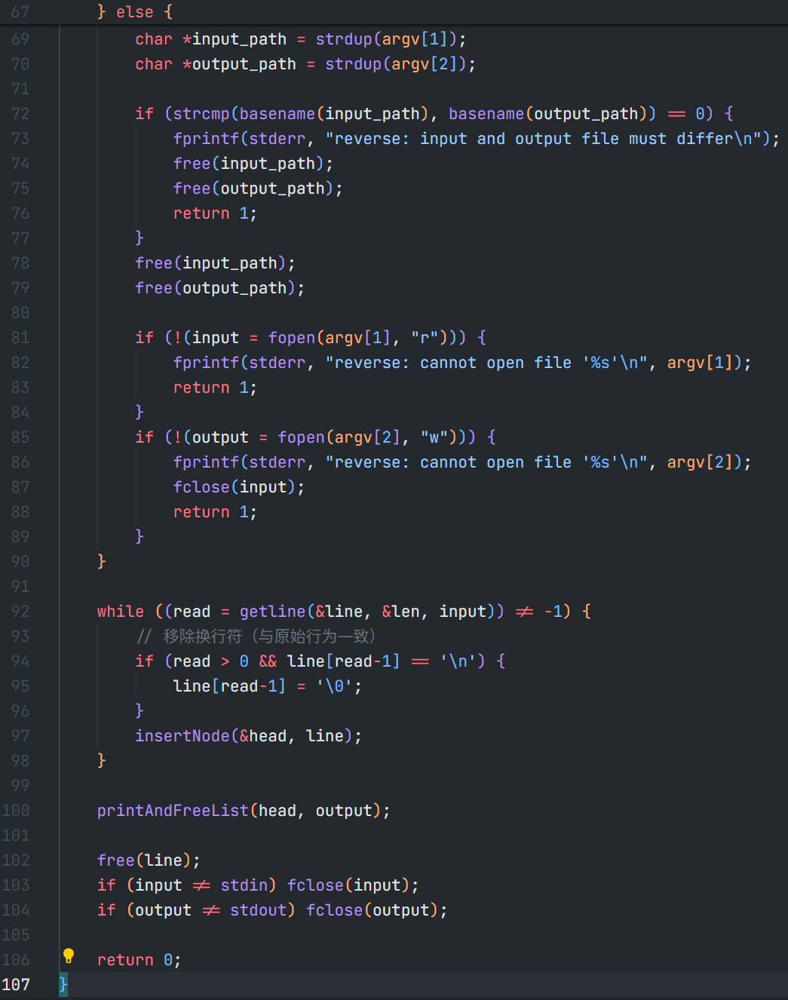 67 } else {
69 char *input_path = strdup(argv[1]);
70 char *output_path = strdup(argv[2]);
71
72 if (strcmp(basename(input_path), basename(output_path)) == 0) {
73 fprintf(stderr, "reverse: input and output file must differ\n");
74 free(input_path);
75 free(output_path);
76 return 1;
77 }
78 free(input_path);
79 free(output_path);
80
81 if (!(input = fopen(argv[1], "r"))) {
82 fprintf(stderr, "reverse: cannot open file '%s'\n", argv[1]);
83 return 1;
84 }
85 if (!(output = fopen(argv[2], "w"))) {
86 fprintf(stderr, "reverse: cannot open file '%s'\n", argv[2]);
87 fclose(input);
88 return 1;
89 }
90 }
91
92 while ((read = getline(&line, &len, input)) != -1) {
93 // 移除换行符（与原始行为一致）
94 if (read > 0 && line[read-1] == '\n') {
95 line[read-1] = '\0';
96 }
97 insertNode(&head, line);
98 }
99
100 printAndFreeList(head, output);
101
102 free(line);
103 if (input != stdin) fclose(input);
104 if (output != stdout) fclose(output);
105
106 return 0;
107 }